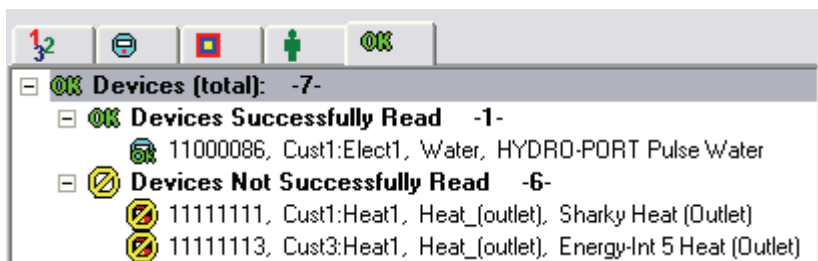 132 OK
OK Devices (total): -7-
OK Devices Successfully Read -1-
11000086, Cust1:Elect1, Water, HYDRO-PORT Pulse Water
Devices Not Successfully Read -6-
11111111, Cust1:Heat1, Heat_(outlet), Sharky Heat (Outlet)
11111113, Cust3:Heat1, Heat_(outlet), Energy-Int 5 Heat (Outlet)